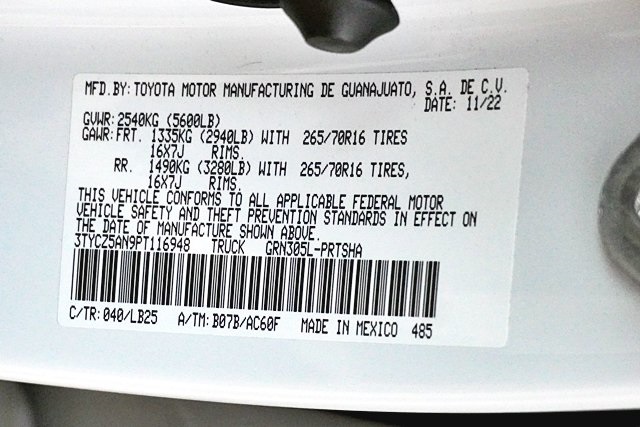 MFD.BY: TOYOTA MOTOR MANUFACTURING DE GUANAJUATO, S.A. DE C.V.
DATE: 11/22
GVWR: 2540KG (5600LB)
GAWR: FRT. 1335KG (2940LB) WITH 265/70R16 TIRES
16X7J RIMS.
RR. 1490KG (3280LB) WITH 265/70R16 TIRES,
16X7J RIMS.
THIS VEHICLE CONFORMS TO ALL APPLICABLE FEDERAL MOTOR
VEHICLE SAFETY AND THEFT PREVENTION STANDARDS IN EFFECT ON
THE DATE OF MANUFACTURE SHOWN ABOVE.
3TYCZ5AN9PT116948 TRUCK GRN305L-PRTSHA
C/TR: 040/LB25 A/TM: B07B/AC60F MADE IN MEXICO 485